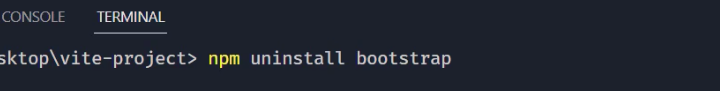 CONSOLE TERMINAL
sktop\vite-project> npm uninstall bootstrap